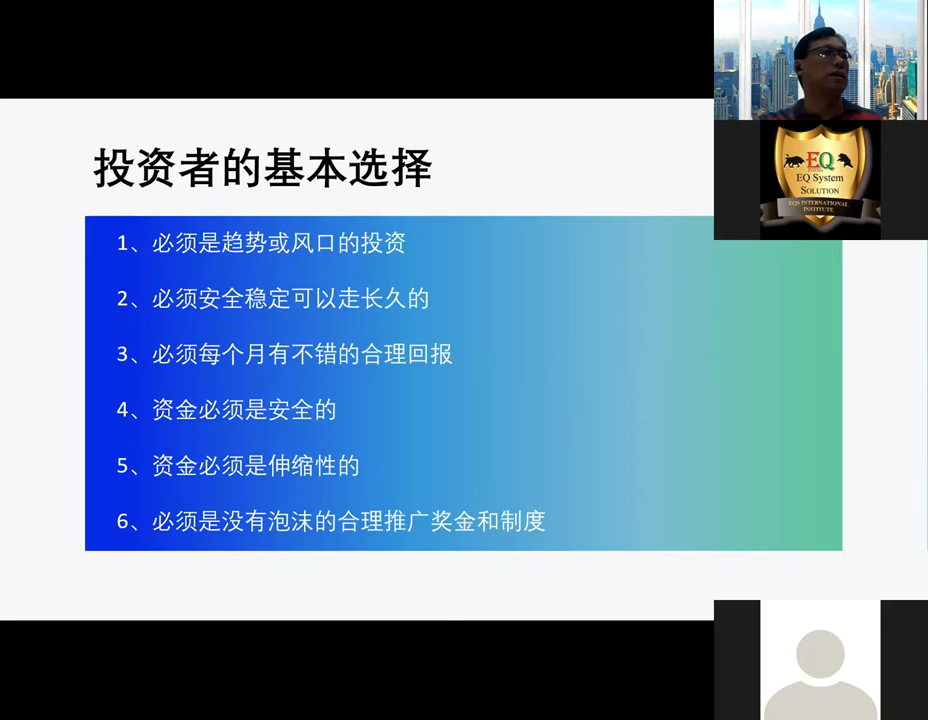 投资者的基本选择
1、必须是趋势或风口的投资
2、必须安全稳定可以走长久的
3、必须每个月有不错的合理回报
4、资金必须是安全的
5、资金必须是伸缩性的
6、必须是没有泡沫的合理推广奖金和制度
EQ
EQ System
SOLUTION
EQS INTERNATIONAL
INSTITUTE